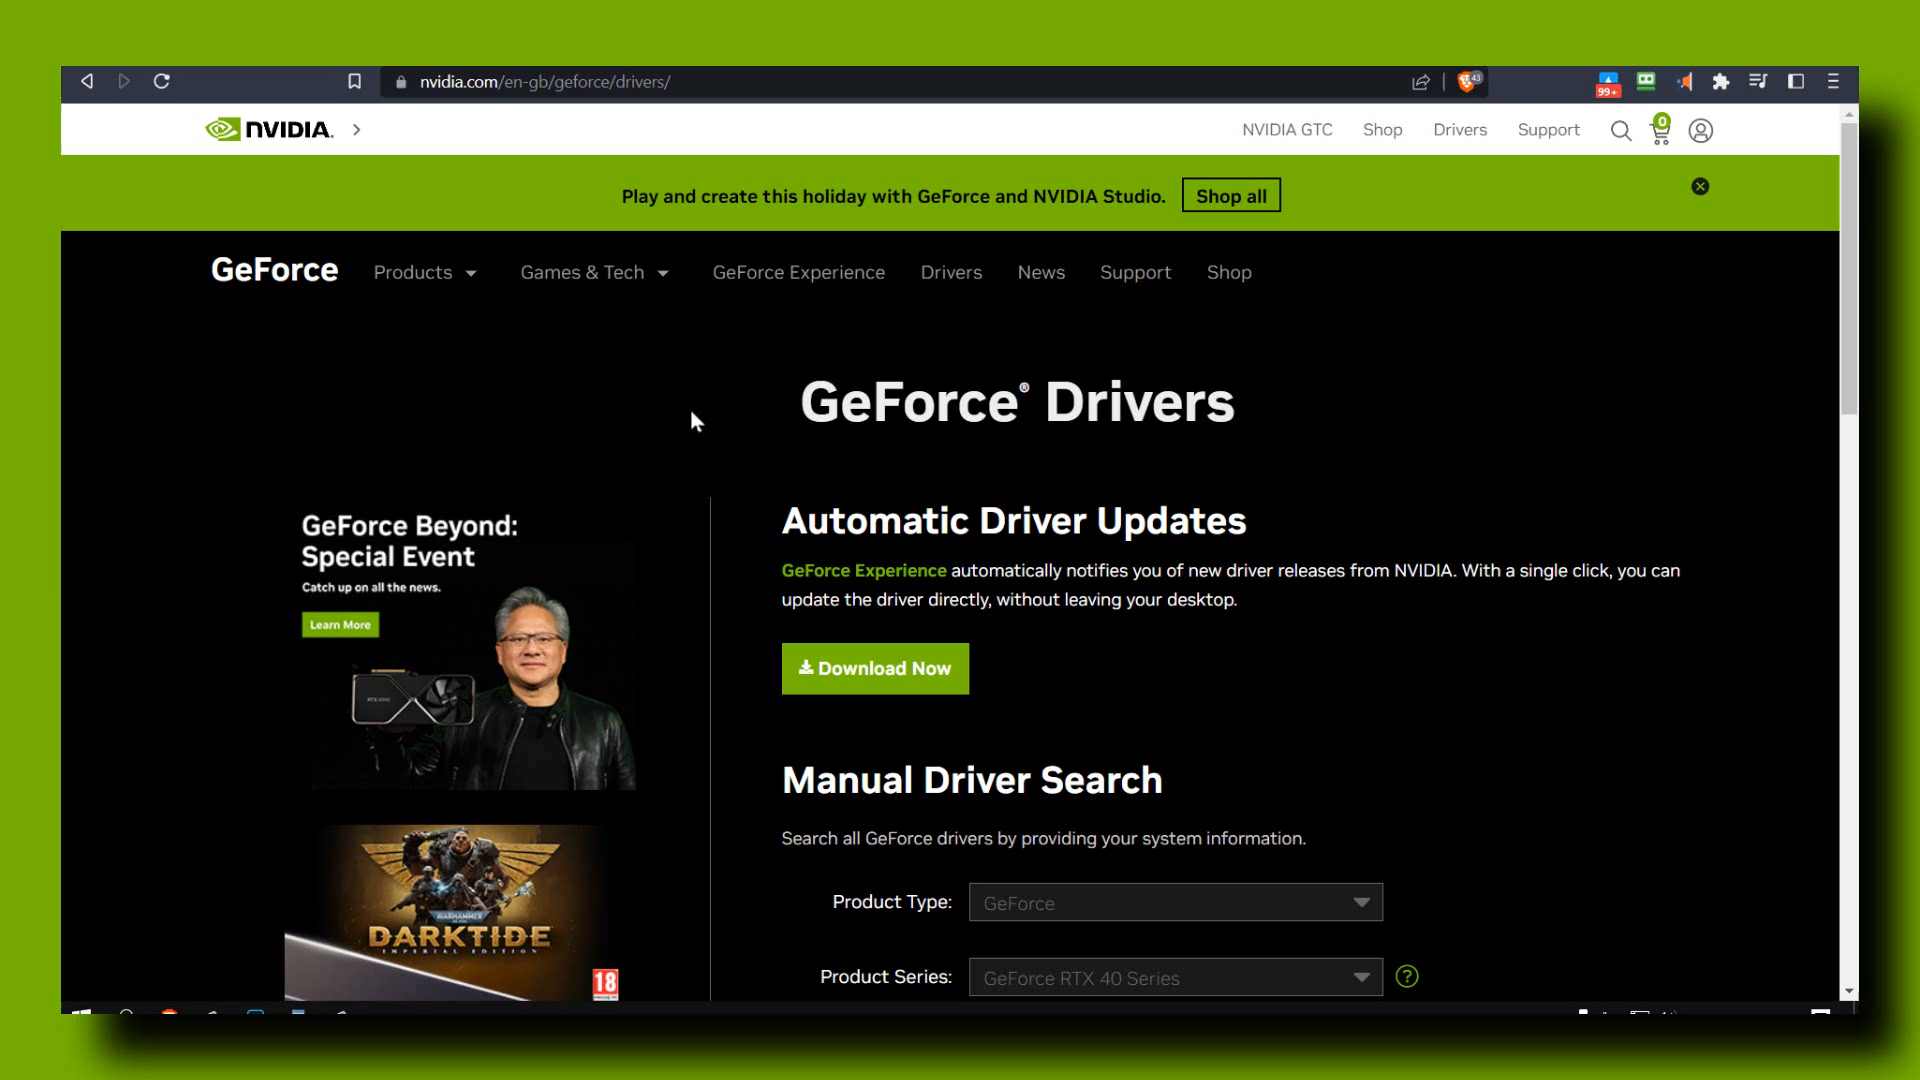 nvidia.com/en-gb/geforce/drivers/
43
99+
NVIDIA.
NVIDIA GTC
Shop
Drivers
Support
0
Play and create this holiday with GeForce and NVIDIA Studio.
Shop all
GeForce
Products
Games & Tech
GeForce Experience
Drivers
News
Support
Shop
GeForce® Drivers
GeForce Beyond:
Special Event
Catch up on all the news.
Learn More
Automatic Driver Updates
GeForce Experience automatically notifies you of new driver releases from NVIDIA. With a single click, you can
update the driver directly, without leaving your desktop.
Download Now
Manual Driver Search
Search all GeForce drivers by providing your system information.
Product Type:
GeForce
Product Series:
GeForce RTX 40 Series
?
WARHAMMER
DARKTIDE
IMPERIAL EDITION
18